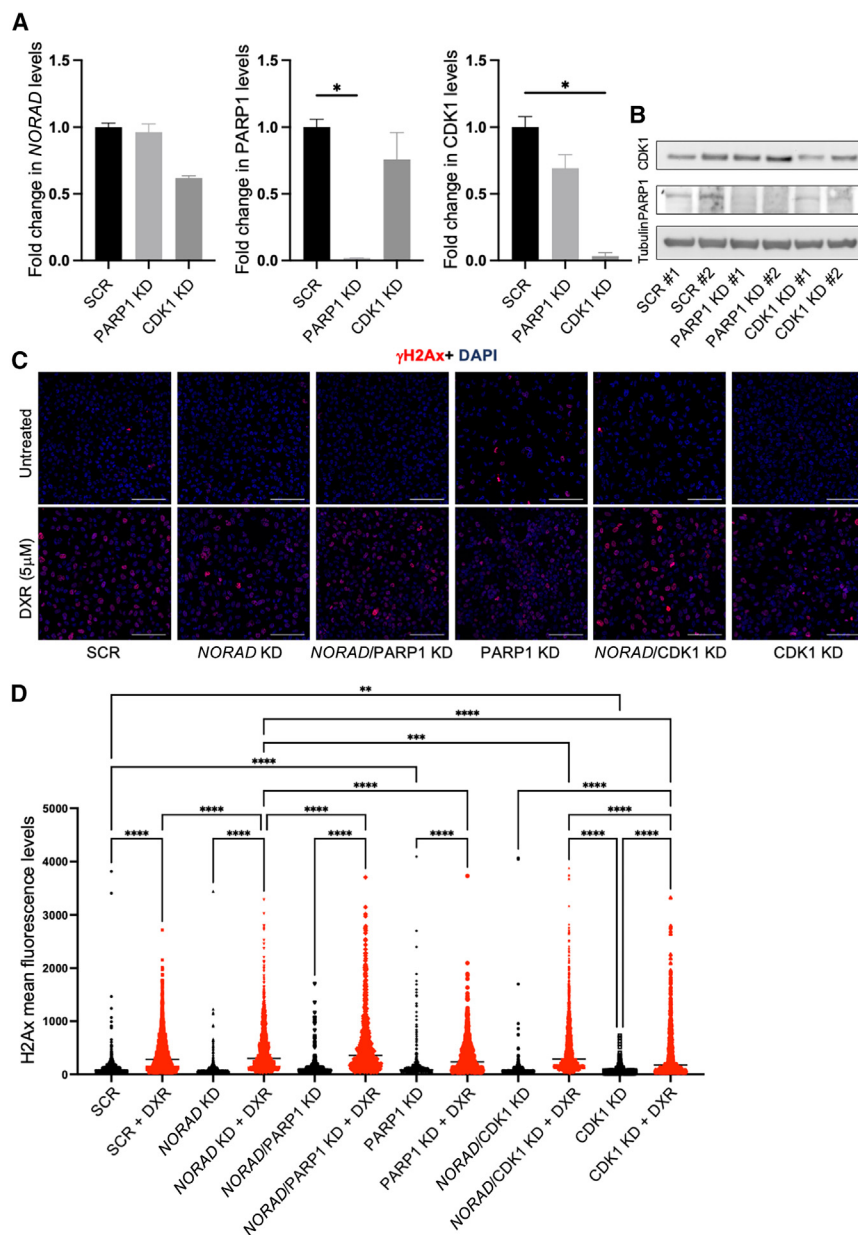 A
Fold change in NORAD levels
1.5
1.0
0.5
0.0
SCR
PARP1 KD
CDK1 KD
Fold change in PARP1 levels
1.5
1.0
0.5
0.0
*
SCR
PARP1 KD
CDK1 KD
Fold change in CDK1 levels
1.5
1.0
0.5
0.0
*
SCR
PARP1 KD
CDK1 KD
B
CDK1
PARP1
Tubulin
SCR #1
SCR #2
PARP1 KD #1
PARP1 KD #2
CDK1 KD #1
CDK1 KD #2
C
γH2Ax+ DAPI
Untreated
DXR (5μM)
SCR
NORAD KD
NORAD/PARP1 KD
PARP1 KD
NORAD/CDK1 KD
CDK1 KD
D
**
****
***
****
****
****
****
****
****
****
****
****
****
****
****
H2Ax mean fluorescence levels
5000
4000
3000
2000
1000
0
SCR
SCR + DXR
NORAD KD
NORAD KD + DXR
NORAD/PARP1 KD
NORAD/PARP1 KD + DXR
PARP1 KD
PARP1 KD + DXR
NORAD/CDK1 KD
NORAD/CDK1 KD + DXR
CDK1 KD
CDK1 KD + DXR